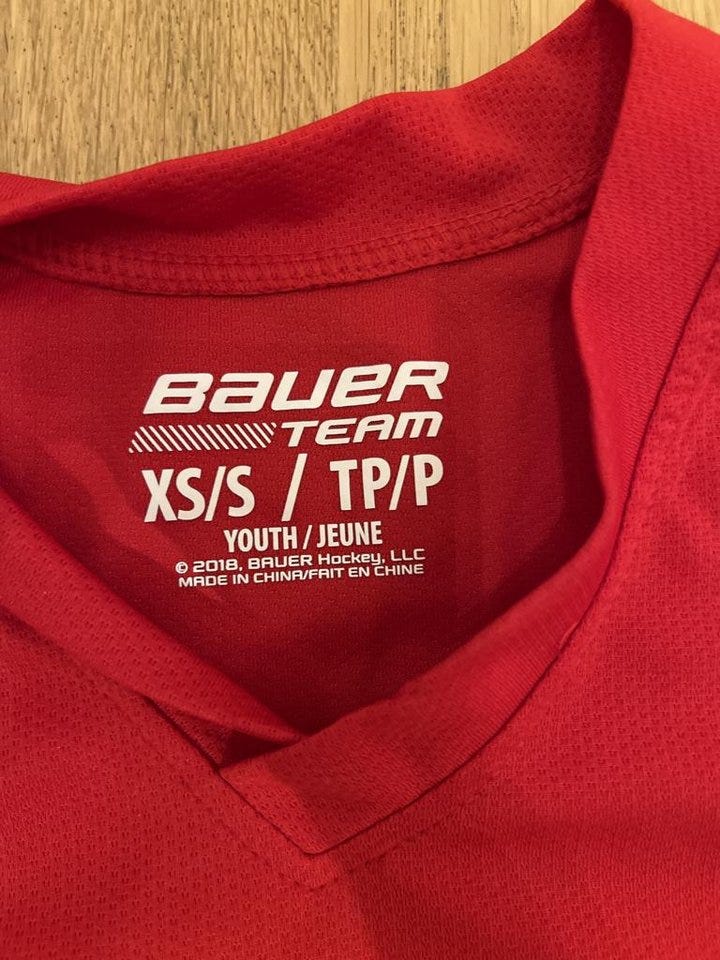 BAUER
TEAM
XS/S / TP/P
YOUTH / JEUNE
© 2018, BAUER Hockey, LLC
MADE IN CHINA/FAIT EN CHINE